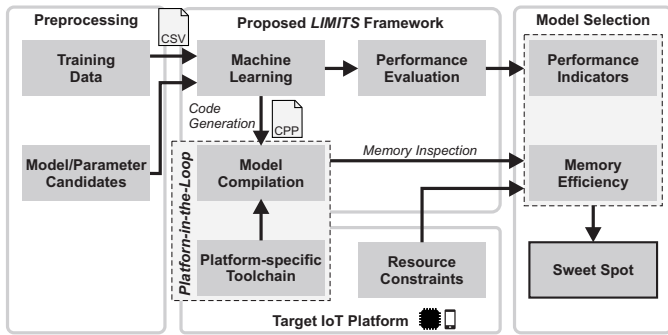 Preprocessing
Proposed LIMITS Framework
Model Selection
CSV
Training
Data
Machine
Learning
Performance
Evaluation
Performance
Indicators
Code
Generation
CPP
Memory Inspection
Model/Parameter
Candidates
Platforn-in-the-Loop
Model
Compilation
Memory
Efficiency
Platform-specific
Toolchain
Resource
Constraints
Sweet Spot
Target IoT Platform